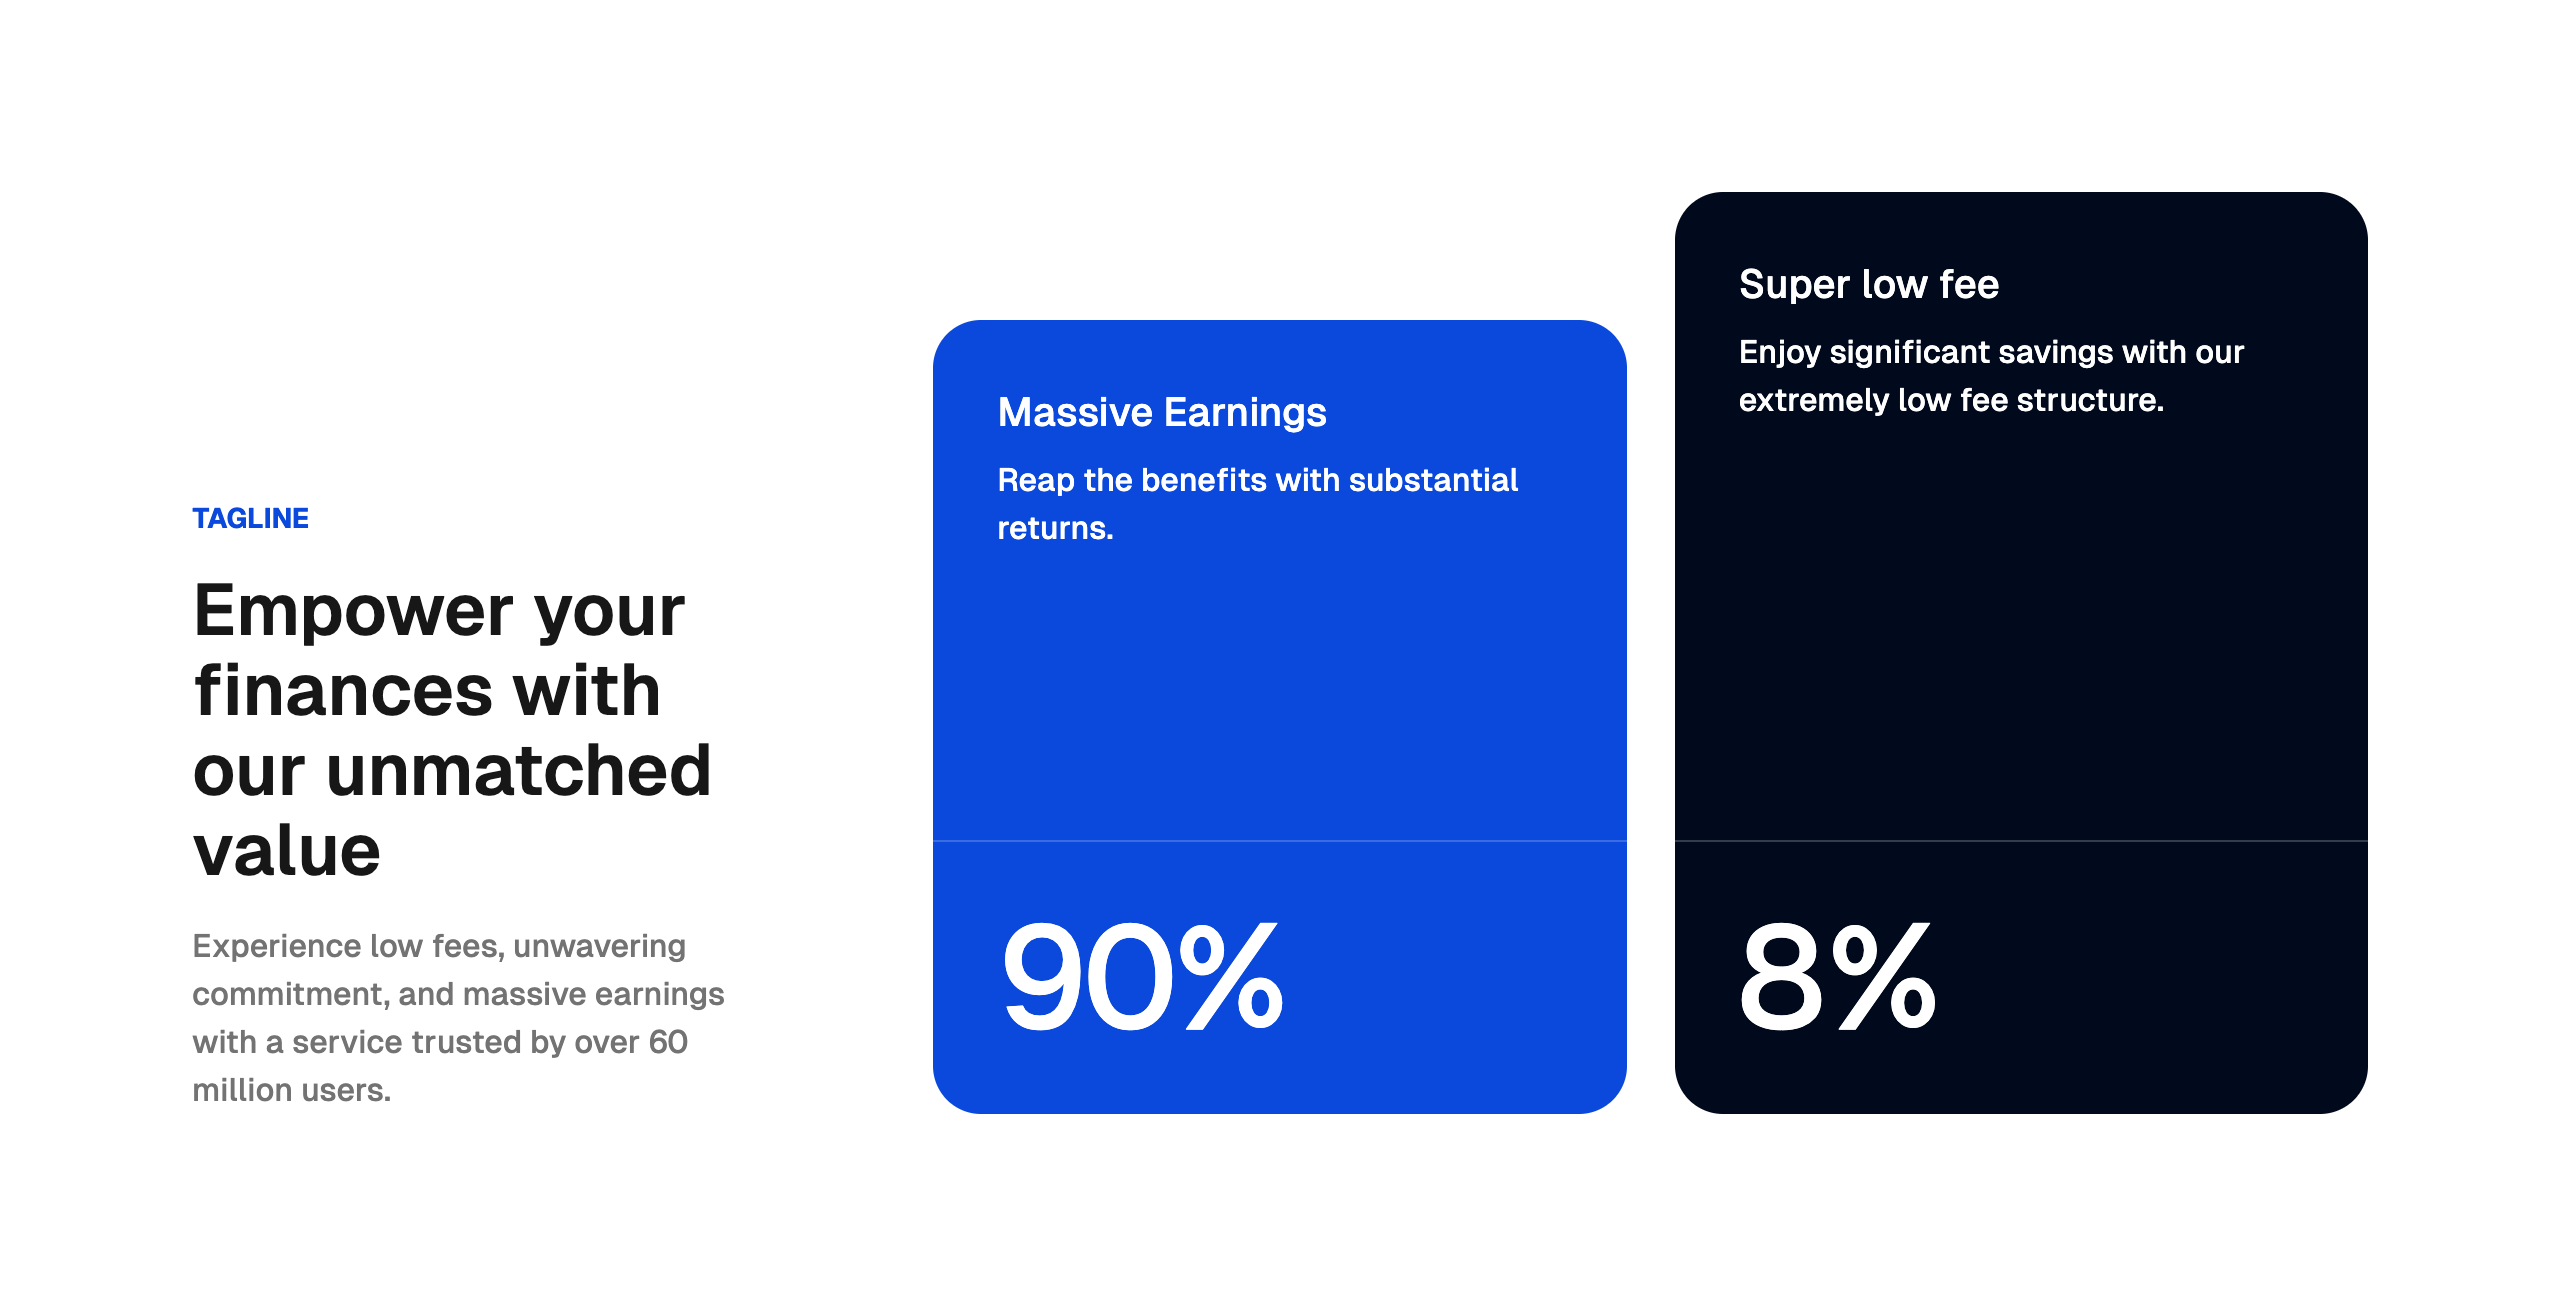 TAGLINE
Empower your
finances with
our unmatched
value
Experience low fees, unwavering
commitment, and massive earnings
with a service trusted by over 60
million users.
Massive Earnings
Reap the benefits with substantial
returns.
90%
Super low fee
Enjoy significant savings with our
extremely low fee structure.
8%